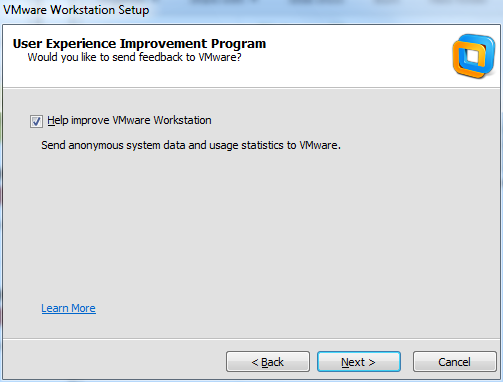 VMware Workstation Setup
User Experience Improvement Program
Would you like to send feedback to VMware?
Help improve VMware Workstation
Send anonymous system data and usage statistics to VMware.
Learn More
< Back
Next >
Cancel